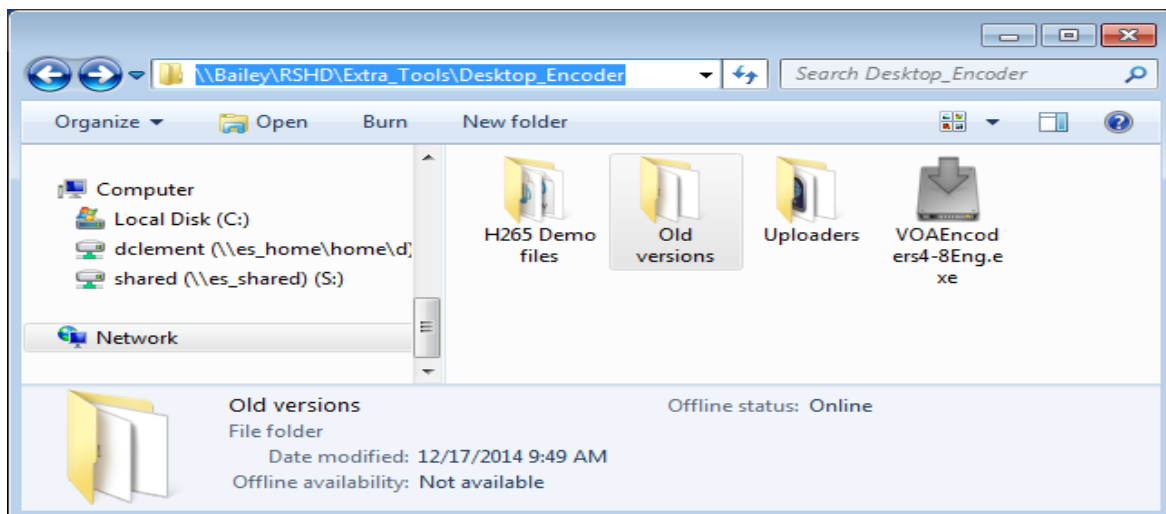 \\Bailey\RSHD\Extra_Tools\Desktop_Encoder
Search Desktop_Encoder
Organize
Open
Burn
New folder
Computer
Local Disk (C:)
dclement (\\es_home\home\d)
shared (\\es_shared) (S:)
Network
H265 Demo
files
Old
versions
Uploaders
VOAEncod
ers4-8Eng.e
xe
Old versions
File folder
Date modified: 12/17/2014 9:49 AM
Offline availability: Not available
Offline status: Online